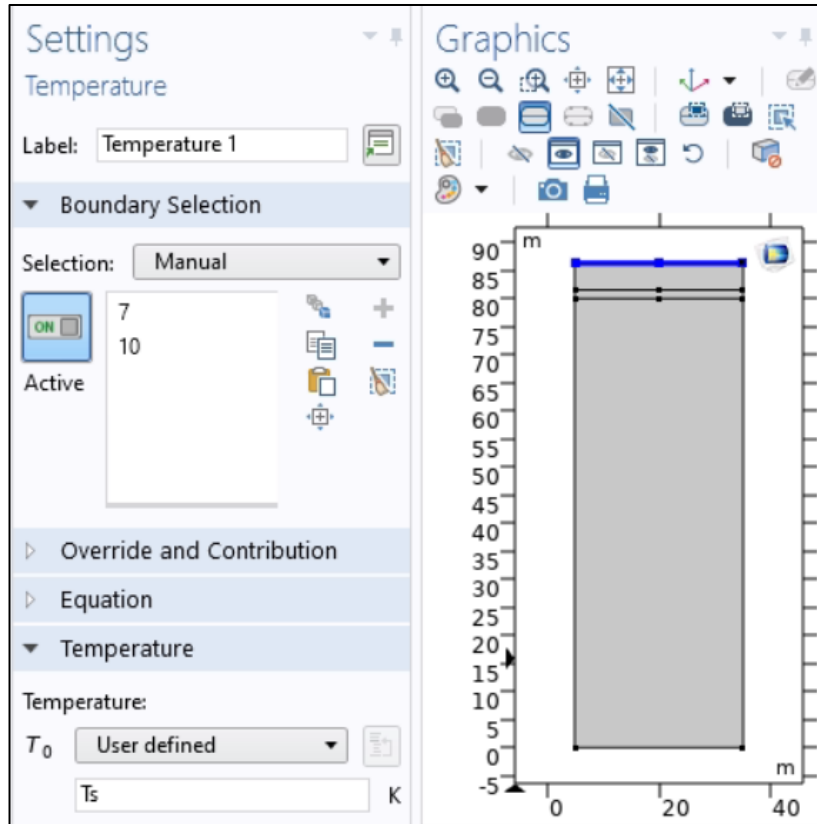 Settings
Temperature
Label: Temperature 1
Boundary Selection
Selection: Manual
ON
Active
7
10
Override and Contribution
Equation
Temperature
Temperature:
T0 User defined
Ts K
Graphics
m
90
85
80
75
70
65
60
55
50
45
40
35
30
25
20
15
10
5
0
-5
m
0 20 40